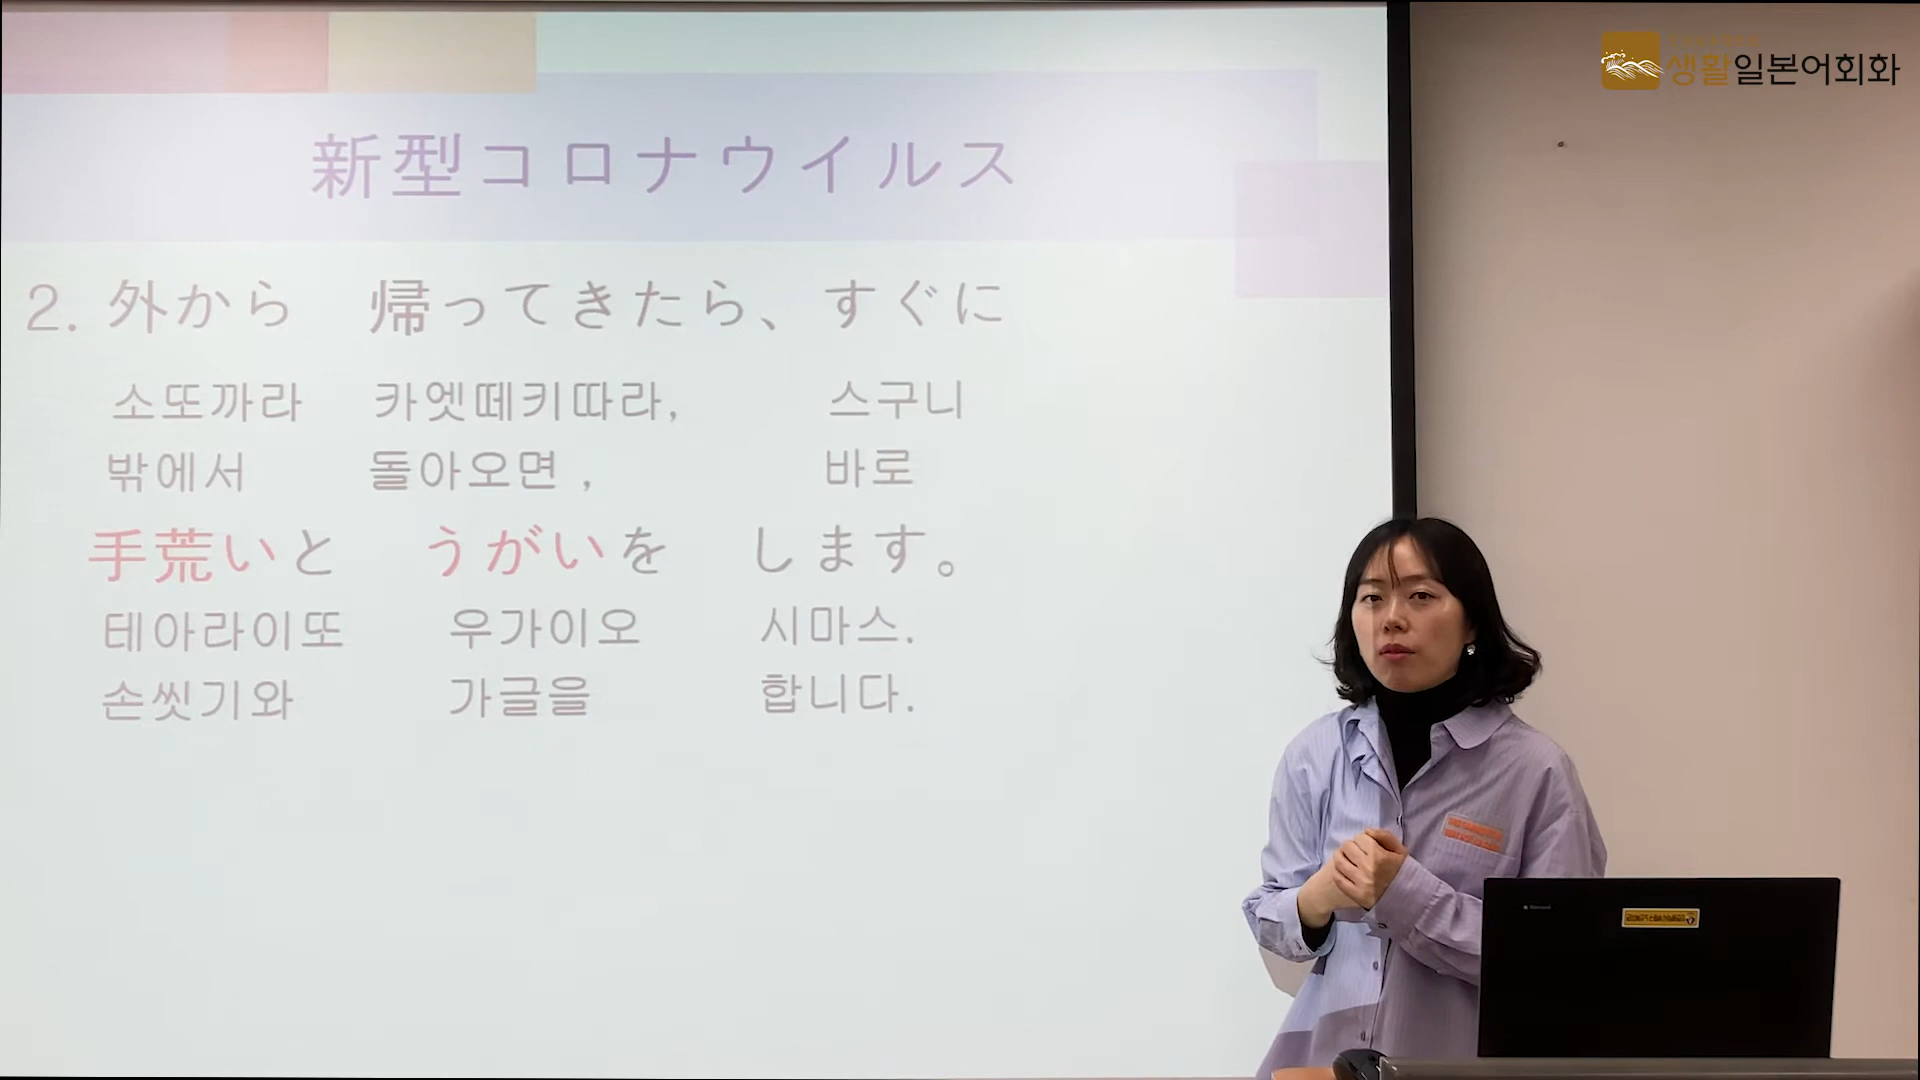 생활일본어회화
新型コロナウイルス
2. 外から 帰ってきたら、すぐに
소또까라 카엣떼키따라, 스구니
밖에서 돌아오면 , 바로
手荒いと うがいを します。
테아라이또 우가이오 시마스.
손씻기와 가글을 합니다.